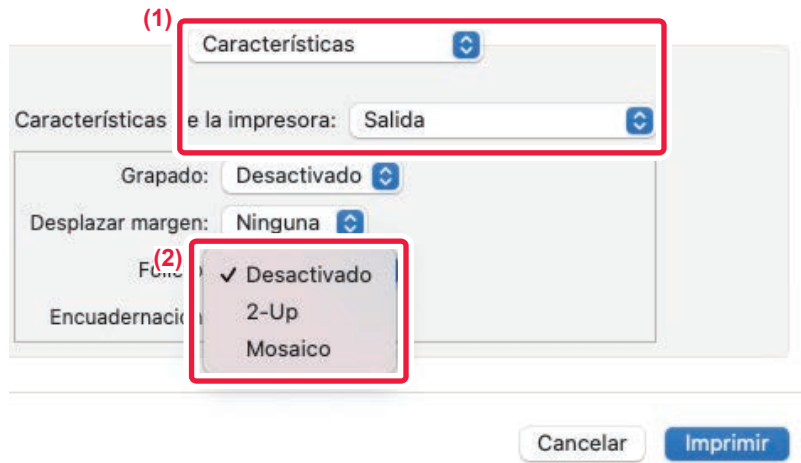 (1)
Características
Características e la impresora: Salida
Grapado: Desactivado
Desplazar margen: Ninguna
(2)
✓ Desactivado
Encuadernación
2-Up
Mosaico
Cancelar Imprimir